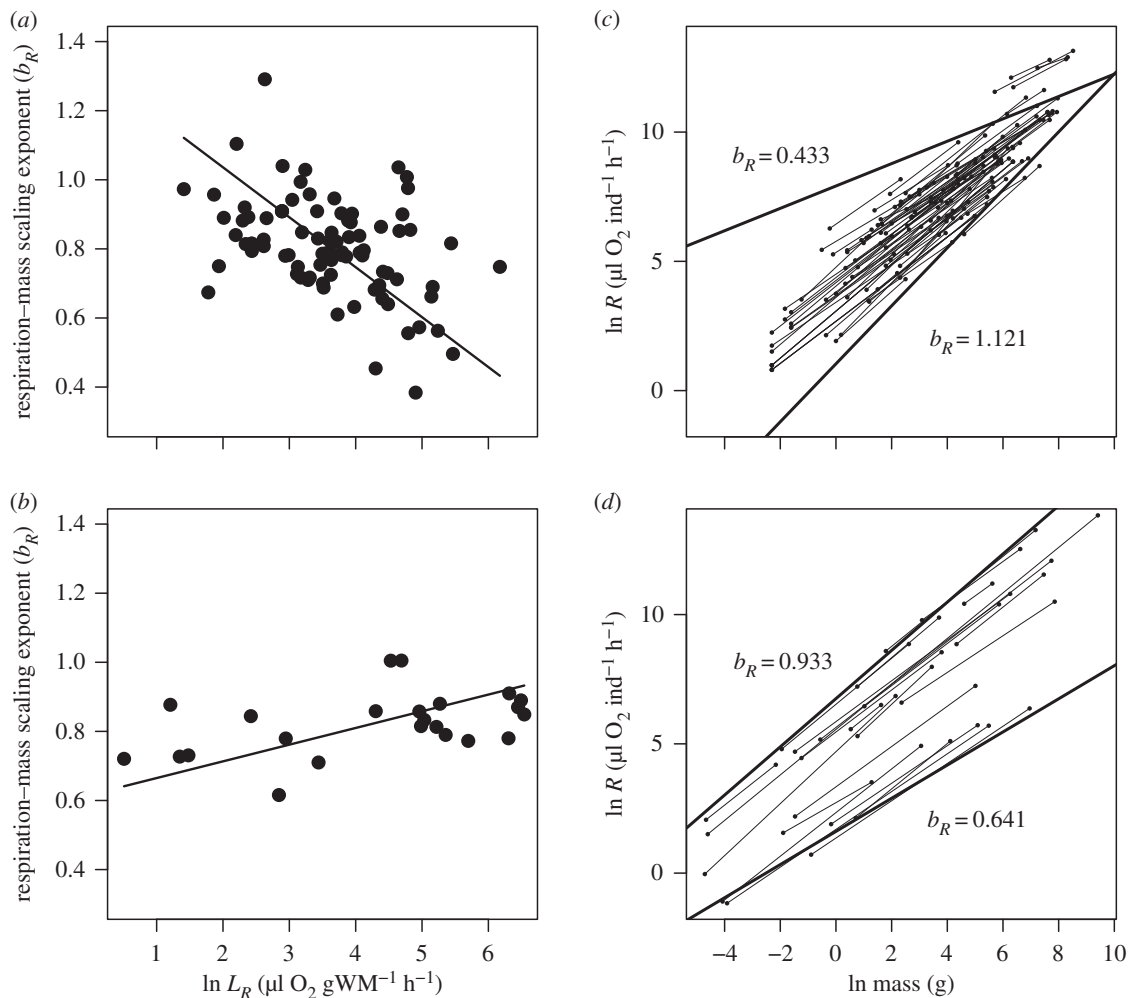 (a)
respiration–mass scaling exponent (b_R)
1.4
1.2
1.0
0.8
0.6
0.4
(b)
respiration–mass scaling exponent (b_R)
1.4
1.2
1.0
0.8
0.6
0.4
1 2 3 4 5 6
ln L_R (µl O₂ gWM⁻¹ h⁻¹)
(c)
ln R (µl O₂ ind⁻¹ h⁻¹)
10
5
0
b_R = 0.433
b_R = 1.121
(d)
ln R (µl O₂ ind⁻¹ h⁻¹)
10
5
0
b_R = 0.933
b_R = 0.641
−4 −2 0 2 4 6 8 10
ln mass (g)